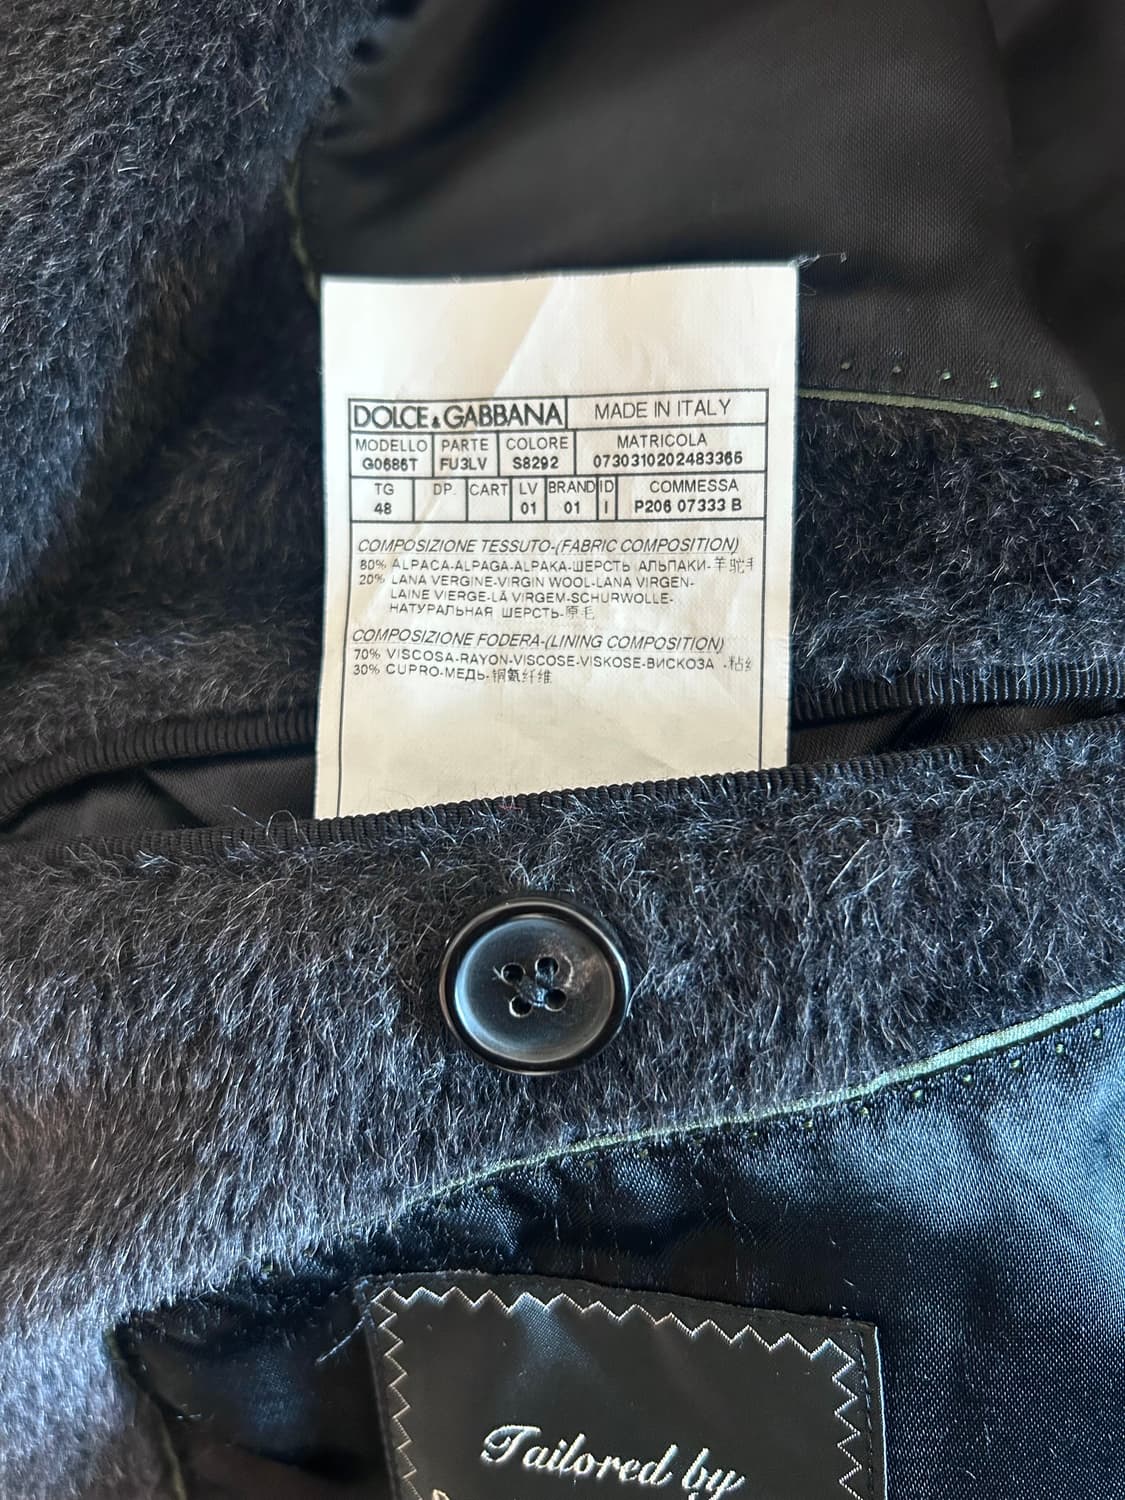 DOLCE & GABBANA MADE IN ITALY
MODELLO PARTE COLORE MATRICOLA
G0686T FU3LV S8292 0730310202483365
TG DP. CART LV BRAND ID COMMESSA
48 01 01 I P206 07333 B
COMPOSIZIONE TESSUTO-(FABRIC COMPOSITION)
80% ALPACA-ALPAGA-ALPAKA-ШЕРСТЬ АЛЬПАКИ-羊驼毛
20% LANA VERGINE-VIRGIN WOOL-LANA VIRGEN-
LAINE VIERGE-LÃ VIRGEM-SCHURWOLLE-
НАТУРАЛЬНАЯ ШЕРСТЬ-原毛
COMPOSIZIONE FODERA-(LINING COMPOSITION)
70% VISCOSA-RAYON-VISCOSE-VISKOSE-ВИСКОЗА -粘
30% CUPRO-МЕДЬ-铜氨纤维
Tailored by